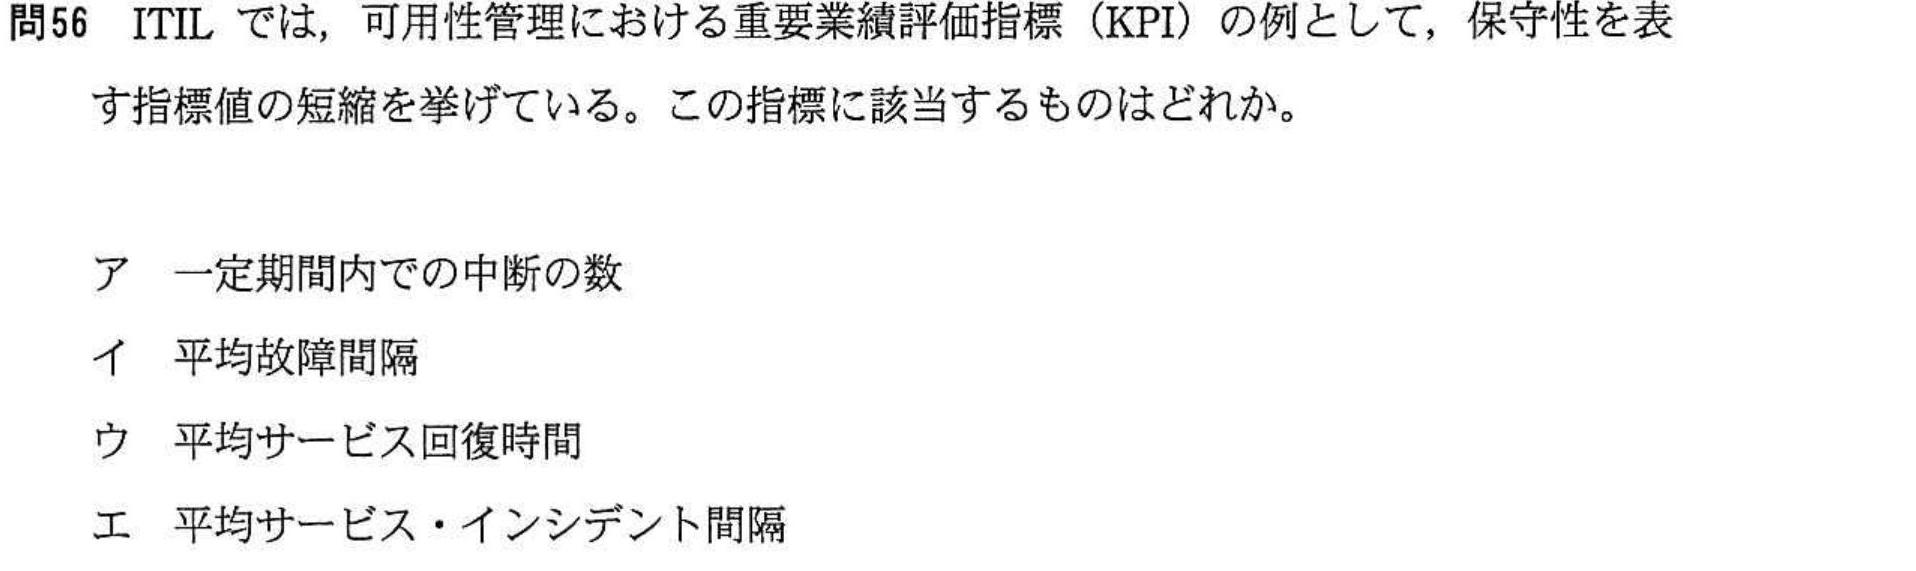 問56 ITIL では，可用性管理における重要業績評価指標（KPI）の例として，保守性を表
す指標値の短縮を挙げている。この指標に該当するものはどれか。
ア 一定期間内での中断の数
イ 平均故障間隔
ウ 平均サービス回復時間
エ 平均サービス・インシデント間隔